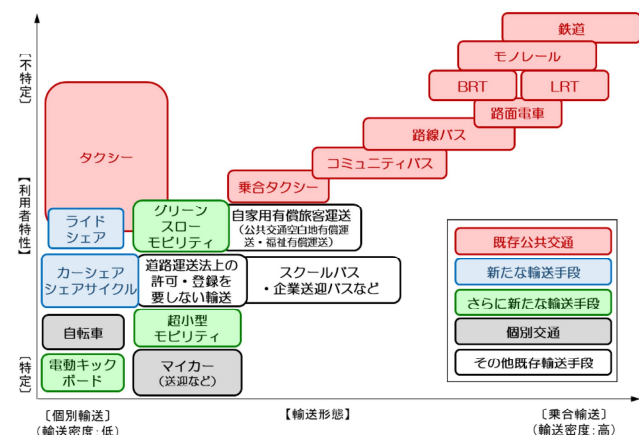 〔不特定〕
【利用者特性】
〔特定〕
鉄道
モノレール
BRT
LRT
路面電車
路線バス
コミュニティバス
乗合タクシー
タクシー
ライド
シェア
グリーン
スロー
モビリティ
自家用有償旅客運送
(公共交通空白地有償運
送・福祉有償運送)
カーシェア
シェアサイクル
道路運送法上の
許可・登録を
要しない輸送
スクールバス
・企業送迎バスなど
自転車
超小型
モビリティ
電動キック
ボード
マイカー
(送迎など)
既存公共交通
新たな輸送手段
さらに新たな輸送手段
個別交通
その他既存輸送手段
〔個別輸送〕
(輸送密度:低)
【輸送形態】
〔乗合輸送〕
(輸送密度:高)